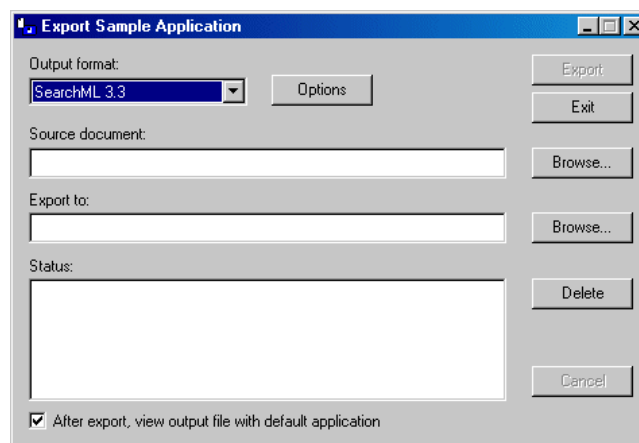 Export Sample Application
Output format:
Export
SearchML 3.3
Options
Exit
Source document:
Browse...
Export to:
Browse...
Status:
Delete
Cancel
After export, view output file with default application